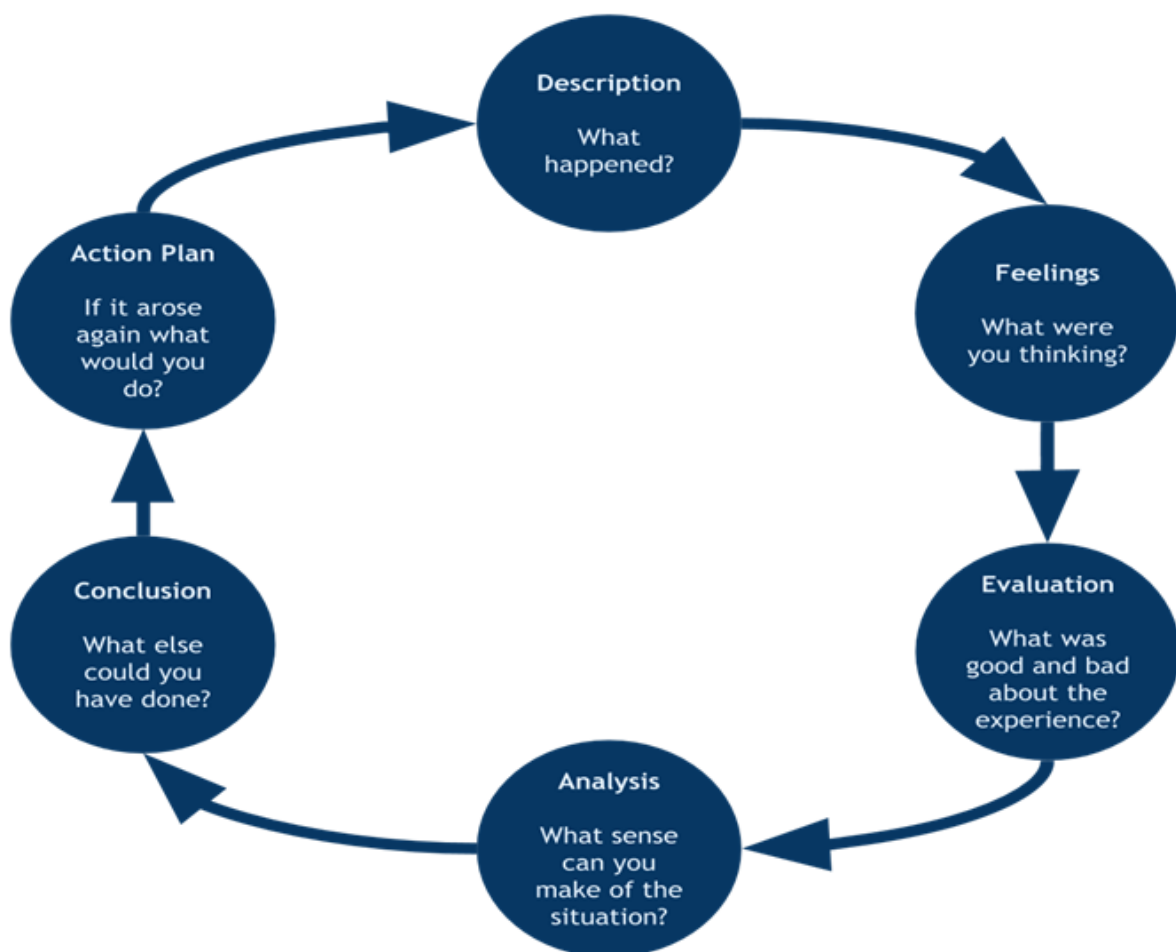 Description
What
happened?
Feelings
What were
you thinking?
Evaluation
What was
good and bad
about the
experience?
Analysis
What sense
can you
make of the
situation?
Conclusion
What else
could you
have done?
Action Plan
If it arose
again what
would you
do?